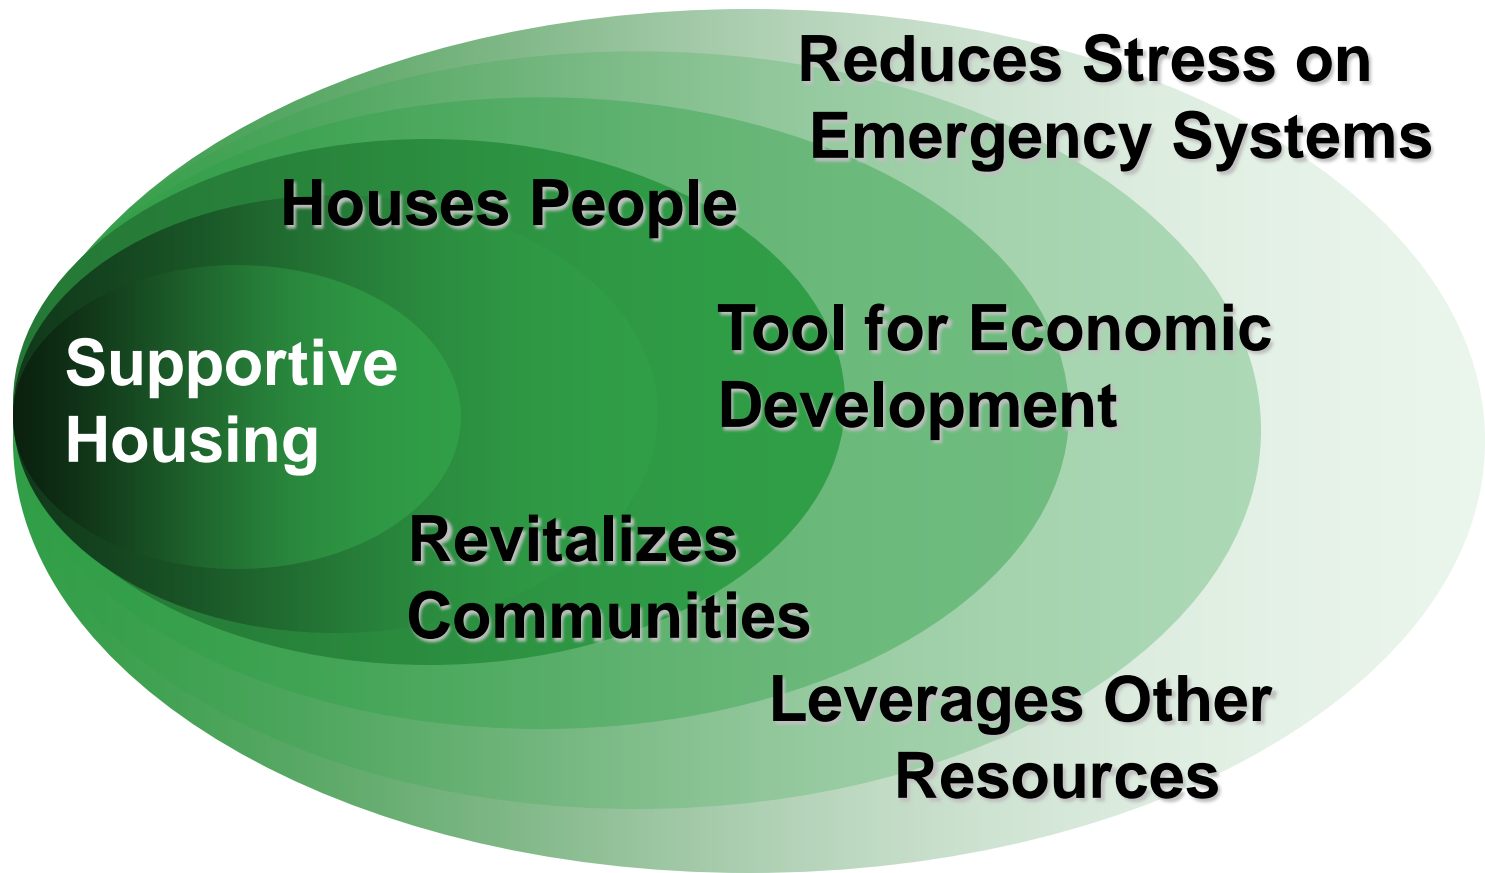 Reduces Stress on
Emergency Systems
Houses People
Supportive
Housing
Tool for Economic
Development
Revitalizes
Communities
Leverages Other
Resources